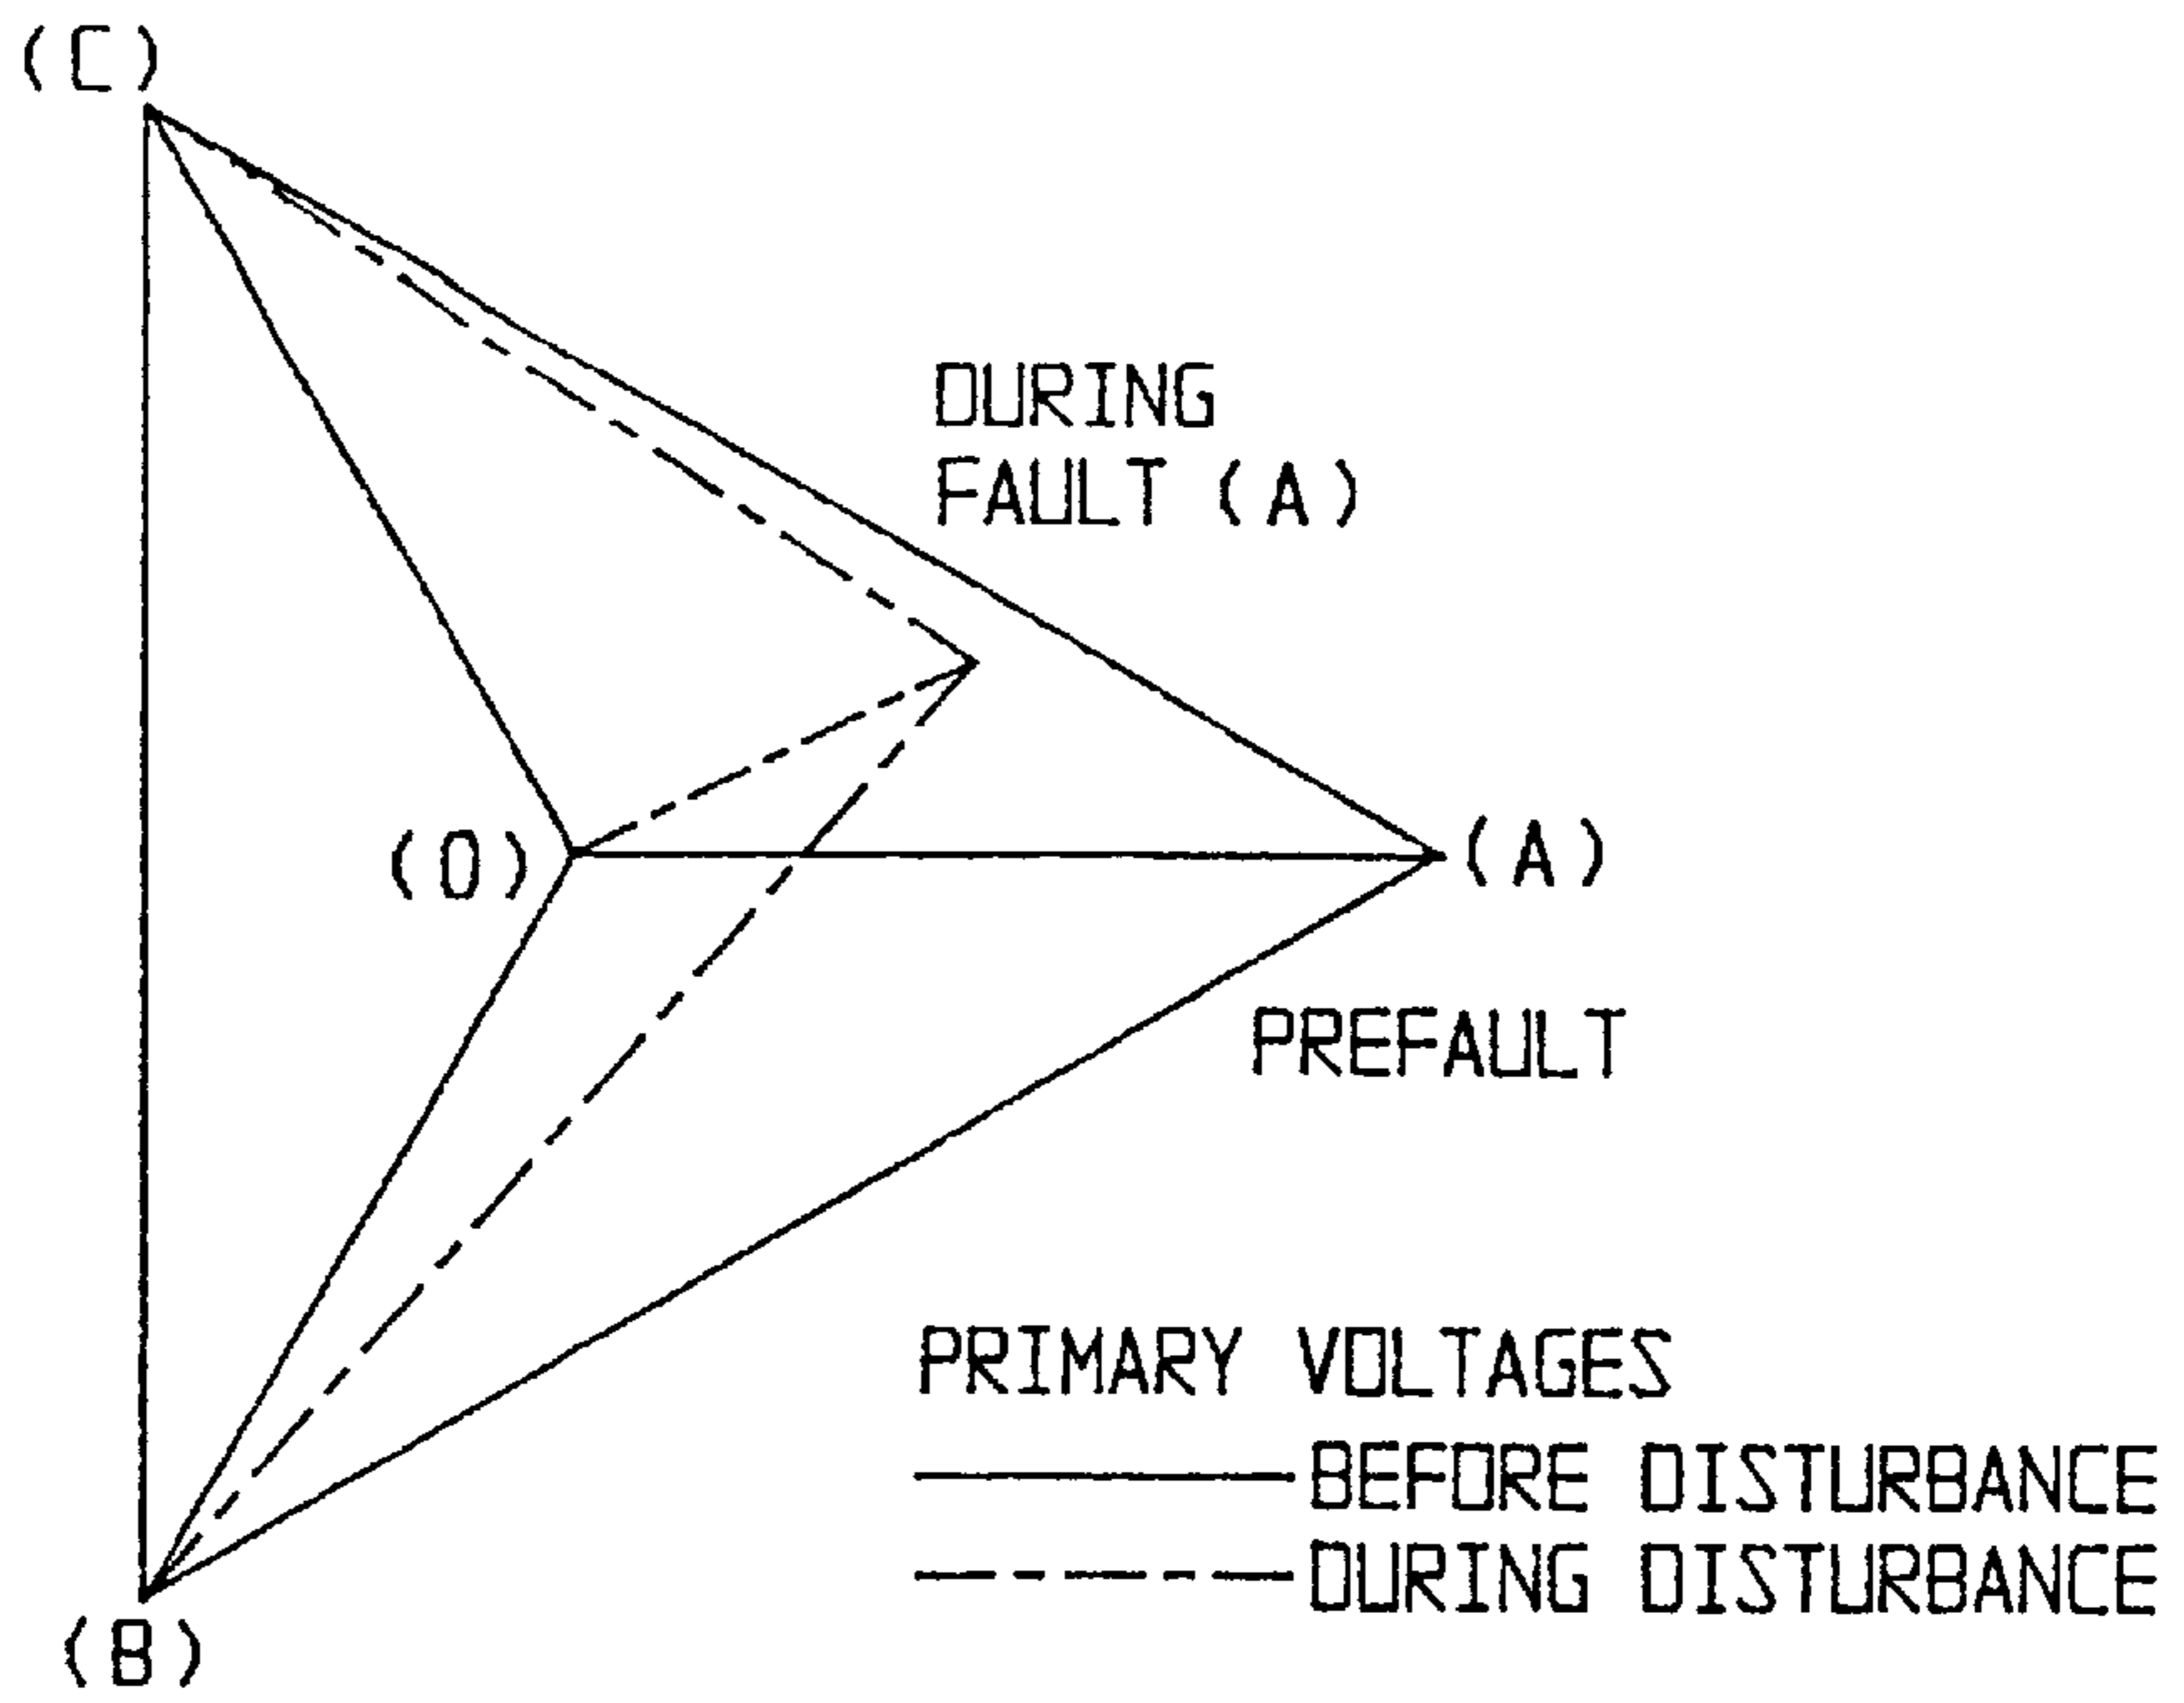 (C)
DURING
FAULT (A)
(O)
(A)
PREFAULT
PRIMARY VOLTAGES
BEFORE DISTURBANCE
DURING DISTURBANCE
(B)